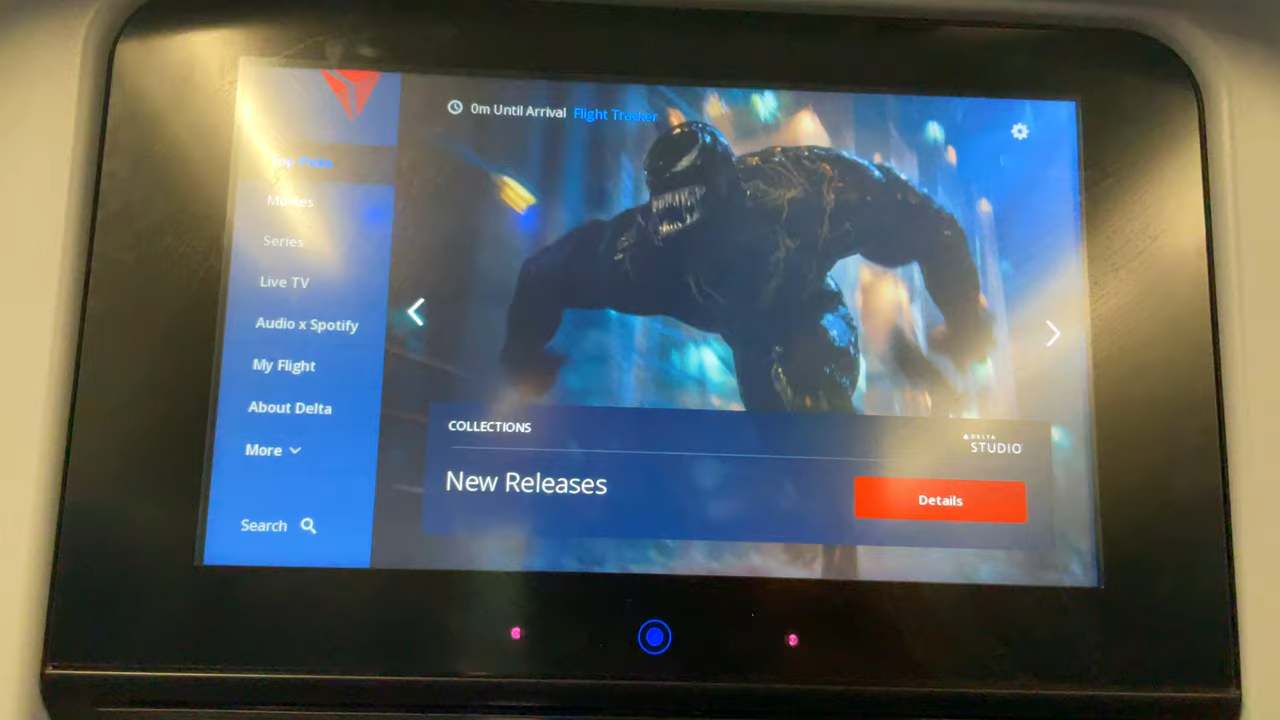 0m Until Arrival Flight Tracker
Top Picks
Movies
Series
Live TV
Audio x Spotify
My Flight
About Delta
More
Search
COLLECTIONS
DELTA
STUDIO
New Releases
Details